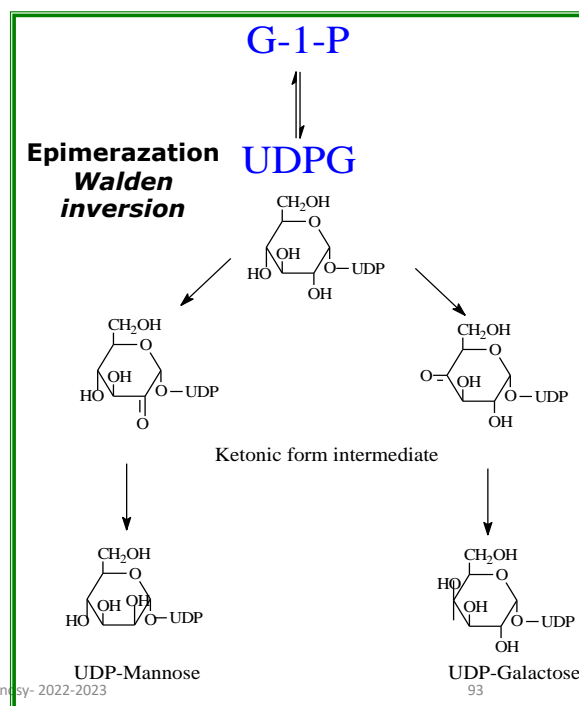 G-1-P
Epimerazation
Walden
inversion
UDPG
CH2OH
O
OH
HO
OH
O
UDP
CH2OH
O
OH
HO
O
O
UDP
CH2OH
O
O
OH
OH
O
UDP
Ketonic form intermediate
CH2OH
O
OH
OH
HO
O
UDP
UDP-Mannose
CH2OH
O
HO
OH
OH
O
UDP
UDP-Galactose
2022-2023
93